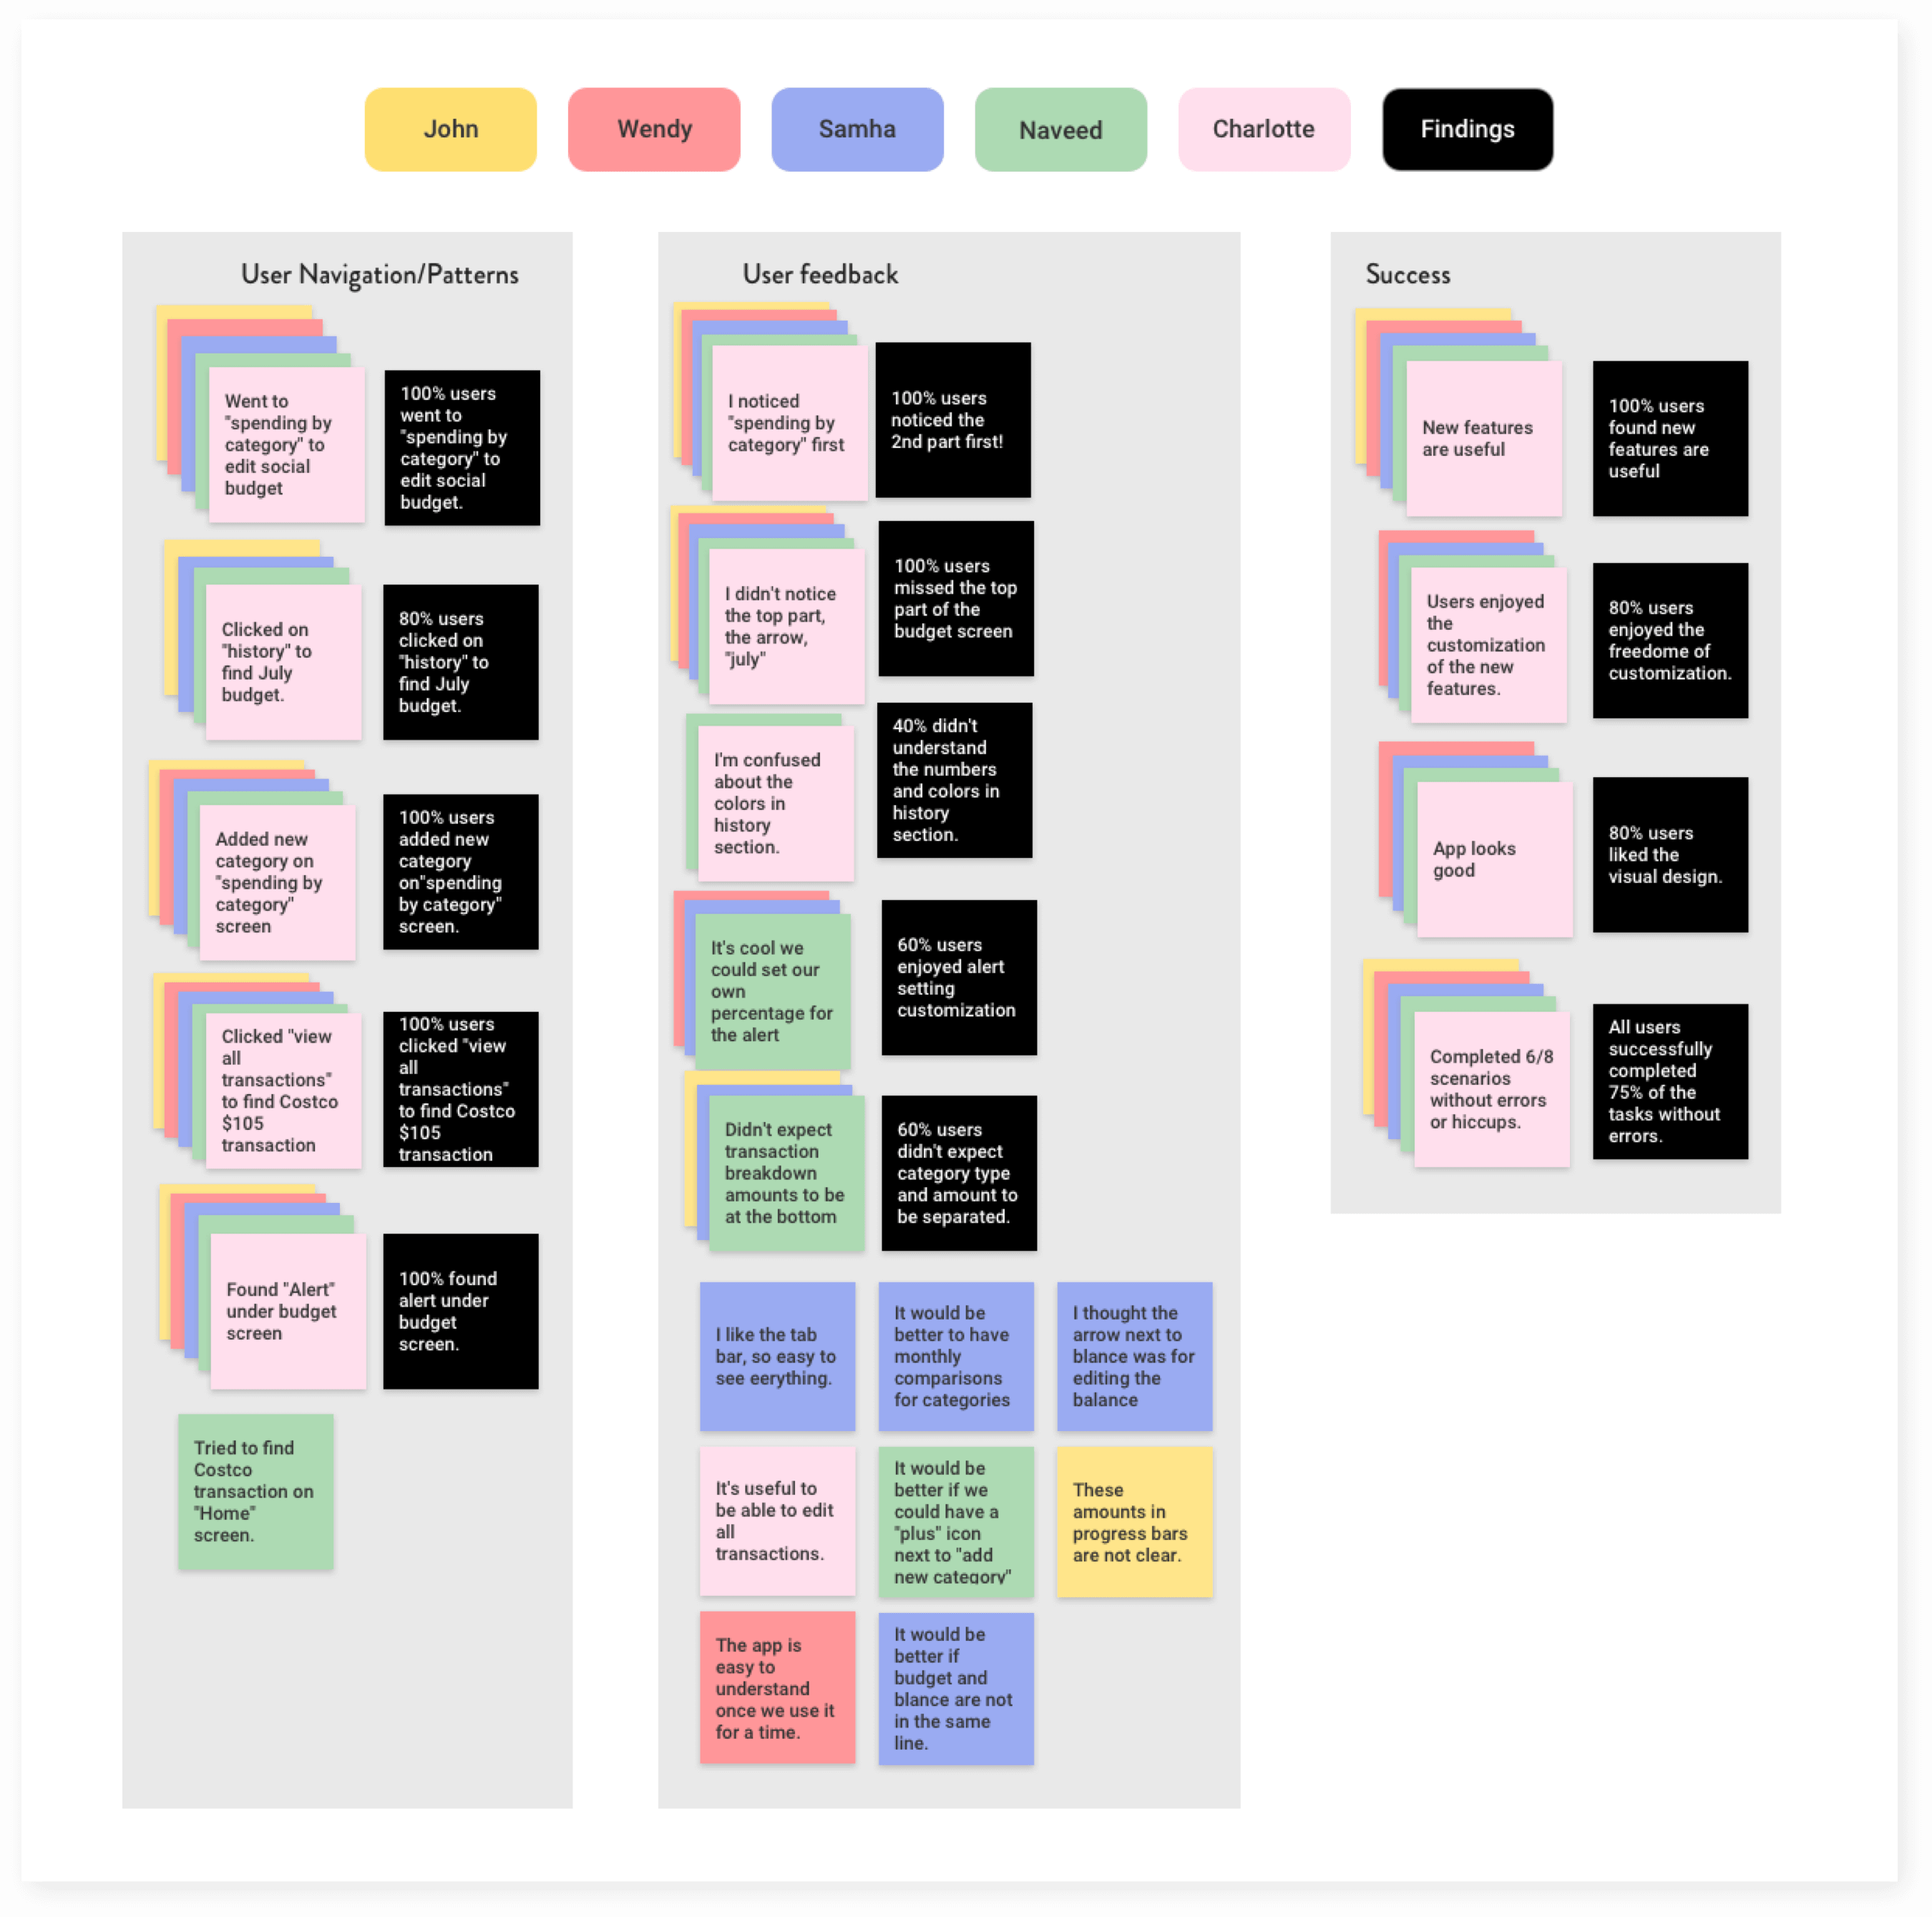 John
Wendy
Samha
Naveed
Charlotte
Findings
User Navigation/Patterns
Went to
"spending by
category" to
edit social
budget
100% users
went to
"spending by
category" to
edit social
budget.
Clicked on
"history" to
find July
budget.
80% users
clicked on
"history" to
find July
budget.
Added new
category on
"spending by
category"
screen
100% users
added new
category
on"spending
by category"
screen.
Clicked "view
all
transactions"
to find Costco
$105
transaction
100% users
clicked "view
all
transactions"
to find Costco
$105
transaction
Found "Alert"
under budget
screen
100% found
alert under
budget
screen.
Tried to find
Costco
transaction on
"Home"
screen.
User feedback
I noticed
"spending by
category" first
100% users
noticed the
2nd part first!
I didn't notice
the top part,
the arrow,
"july"
100% users
missed the top
part of the
budget screen
I'm confused
about the
colors in
history
section.
40% didn't
understand
the numbers
and colors in
history
section.
It's cool we
could set our
own
percentage for
the alert
60% users
enjoyed alert
setting
customization
Didn't expect
transaction
breakdown
amounts to be
at the bottom
60% users
didn't expect
category type
and amount to
be separated.
I like the tab
bar, so easy to
see eerything.
It would be
better to have
monthly
comparisons
for categories
I thought the
arrow next to
blance was for
editing the
balance
It's useful to
be able to edit
all
transactions.
It would be
better if we
could have a
"plus" icon
next to "add
new category"
These
amounts in
progress bars
are not clear.
The app is
easy to
understand
once we use it
for a time.
It would be
better if
budget and
blance are not
in the same
line.
Success
New features
are useful
100% users
found new
features are
useful
Users enjoyed
the
customization
of the new
features.
80% users
enjoyed the
freedome of
customization.
App looks
good
80% users
liked the
visual design.
Completed 6/8
scenarios
without errors
or hiccups.
All users
successfully
completed
75% of the
tasks without
errors.